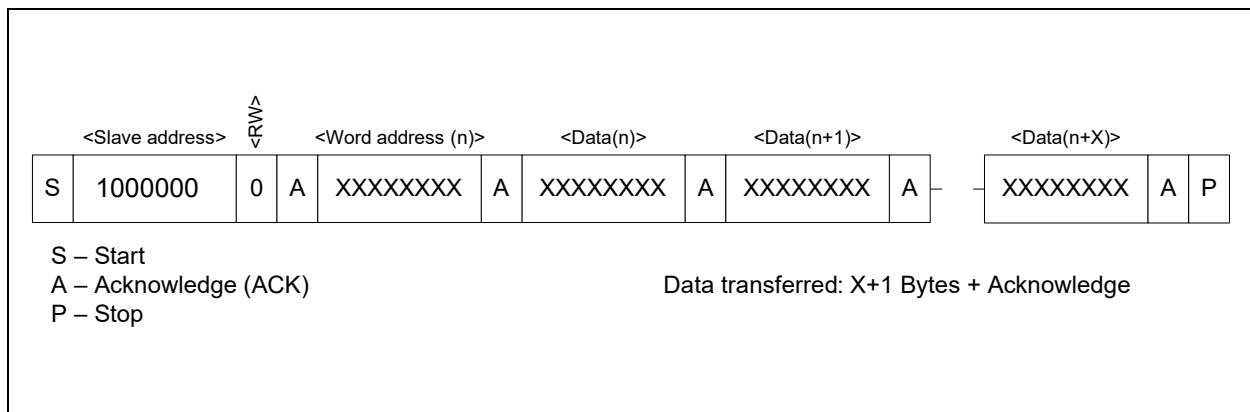 <Slave address> <RW> <Word address (n)> <Data(n)> <Data(n+1)> <Data(n+X)>
S 1000000 0 A XXXXXXXX A XXXXXXXX A XXXXXXXX A XXXXXXXX A P
S – Start
A – Acknowledge (ACK) Data transferred: X+1 Bytes + Acknowledge
P – Stop